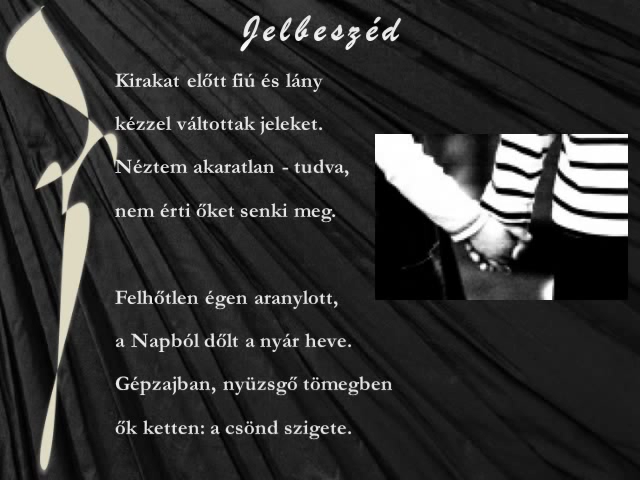 Jelbeszéd
Kirakat előtt fiú és lány
kézzel váltottak jeleket.
Néztem akaratlan - tudva,
nem érti őket senki meg.
Felhőtlen égen aranylott,
a Napból dőlt a nyár heve.
Gépzajban, nyüzsgő tömegben
ők ketten: a csönd szigete.